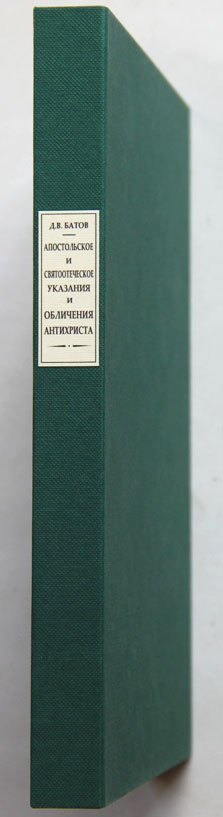 Д.В. БАТОВ
АПОСТОЛЬСКОЕ
И
СВЯТООТЕЧЕСКОЕ
УКАЗАНИЯ
И
ОБЛИЧЕНИЯ
АНТИХРИСТА